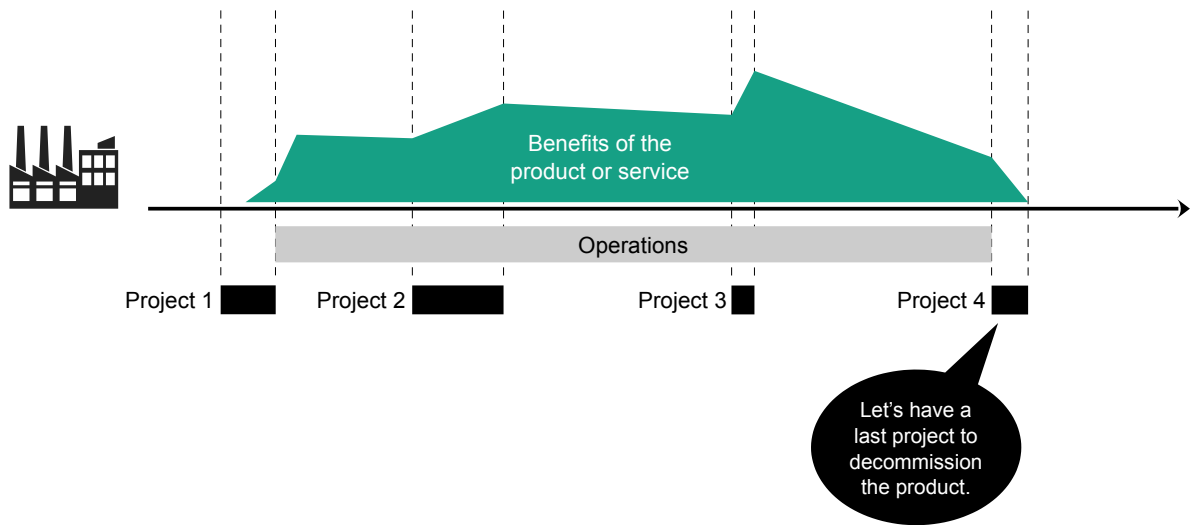 Benefits of the
product or service
Operations
Project 1
Project 2
Project 3
Project 4
Let’s have a
last project to
decommission
the product.